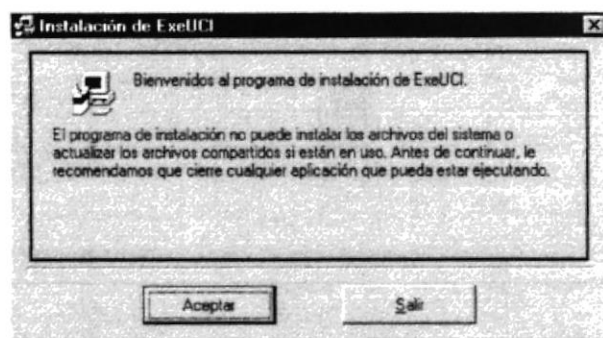 Instalación de ExeUCI
Bienvenidos al programa de instalación de ExeUCI.
El programa de instalación no puede instalar los archivos del sistema o
actualizar los archivos compartidos si están en uso. Antes de continuar, le
recomendamos que cierre cualquier aplicación que pueda estar ejecutando.
Aceptar
Salir